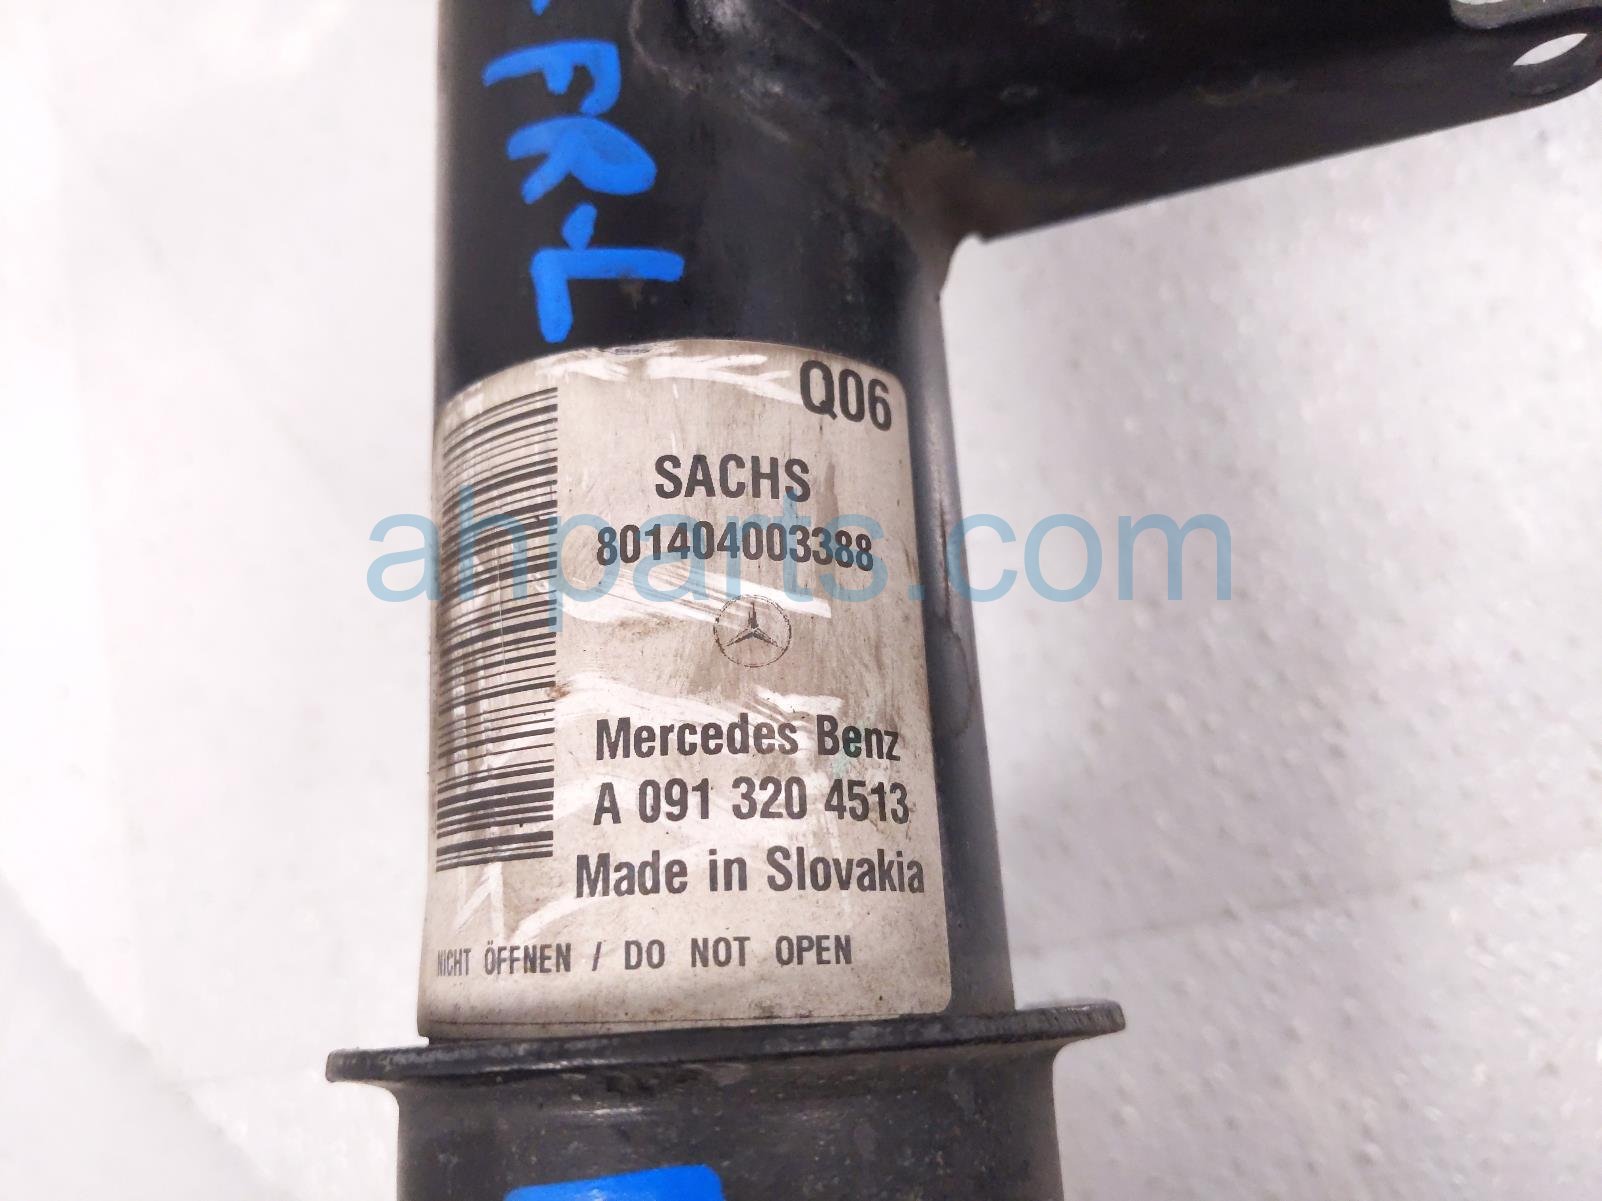 -FR-L
Q06
SACHS
801404003388
Mercedes Benz
A 091 320 4513
Made in Slovakia
NICHT ÖFFNEN / DO NOT OPEN
ahparts.com